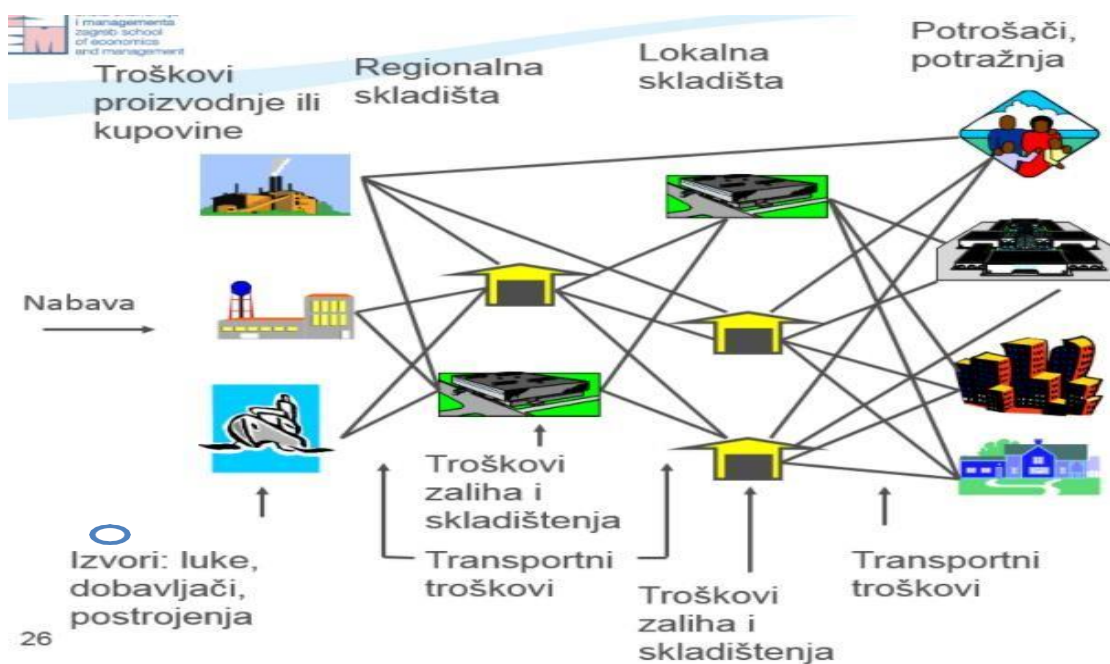 i managementa
zagreb school
of economics
and management
Troškovi
proizvodnje ili
kupovine
Regionalna
skladišta
Lokalna
skladišta
Potrošači,
potražnja
Nabava
Troškovi
zaliha i
skladištenja
Izvori: luke,
dobavljači,
postrojenja
Transportni
troškovi
Troškovi
zaliha i
skladištenja
Transportni
troškovi
26